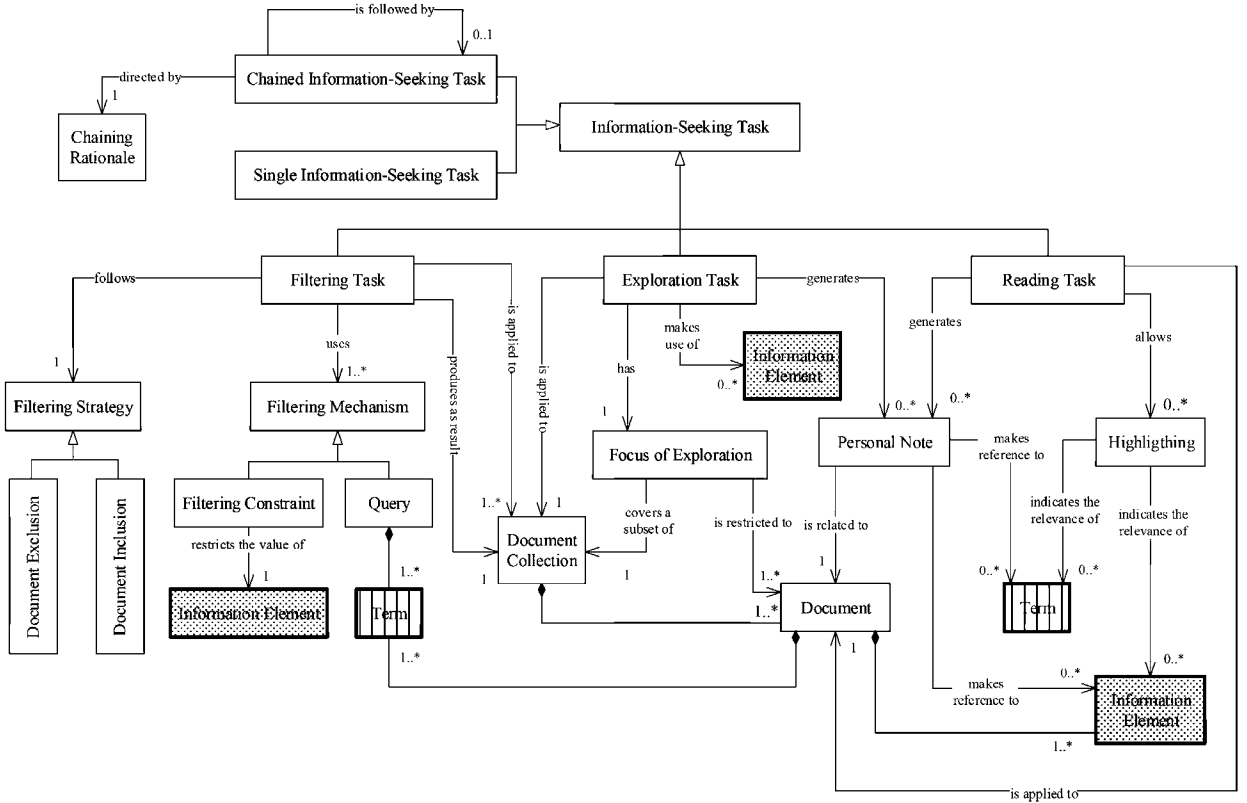 is followed by
0..1
directed by
Chained Information-Seeking Task
1
Information-Seeking Task
Chaining
Rationale
Single Information-Seeking Task
follows
Filtering Task
Exploration Task
generates
Reading Task
is applied to
generates
makes
use of
allows
uses
produces as result
is applied to
has
Information
Element
1
1..*
0..*
0..*
0..*
0..*
Filtering Strategy
Filtering Mechanism
1
Personal Note
Highligthing
Focus of Exploration
makes
reference to
Document Exclusion
Document Inclusion
Filtering Constraint
Query
1..*
1
covers a
subset of
is restricted to
is related to
indicates the
relevance of
indicates the
relevance of
restricts the value of
Document
Collection
1
1..*
1
1
1..*
1
0..*
0..*
Information Element
Term
1..*
Document
Term
1..*
1
0..*
0..*
makes
reference to
Information
Element
1..*
is applied to